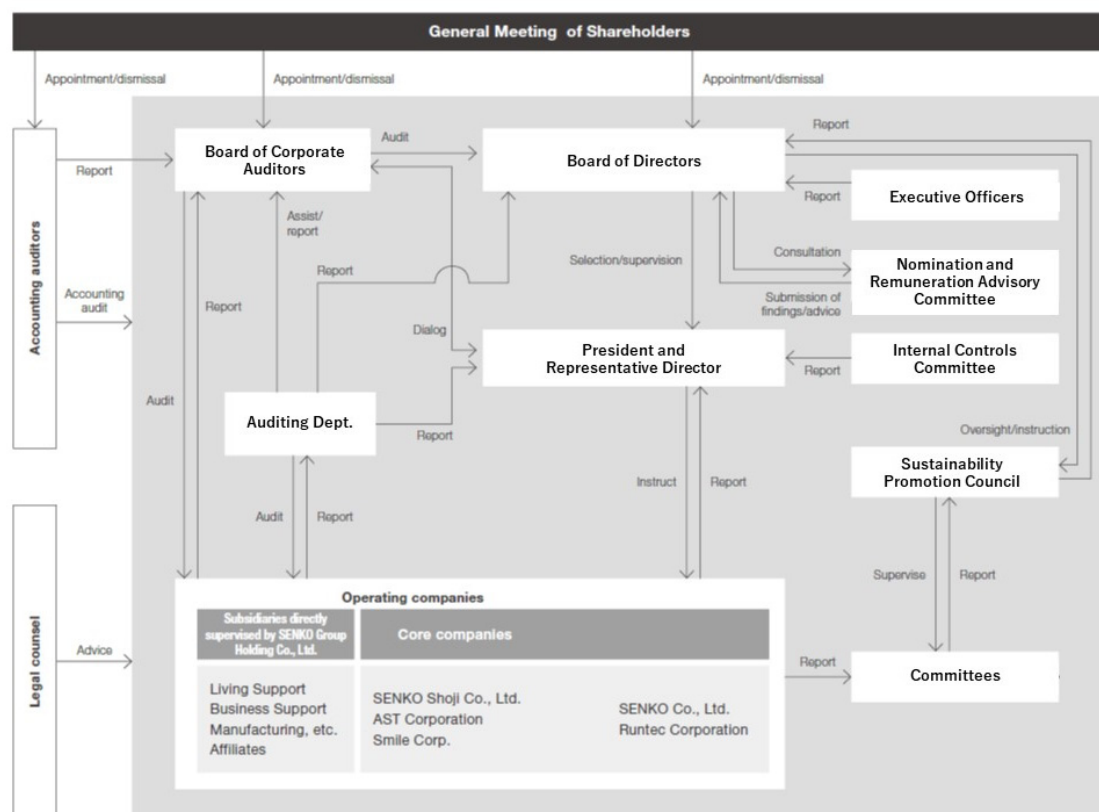 General Meeting of Shareholders
Appointment/dismissal
Appointment/dismissal
Appointment/dismissal
Accounting auditors
Report
Board of Corporate
Auditors
Audit
Board of Directors
Report
Report
Executive Officers
Assist/
report
Report
Selection/supervision
Consultation
Nomination and
Remuneration Advisory
Committee
Submission of
findings/advice
Accounting
audit
Report
Dialog
President and
Representative Director
Report
Internal Controls
Committee
Audit
Auditing Dept.
Report
Oversight/instruction
Sustainability
Promotion Council
Audit
Report
Instruct
Report
Supervise
Report
Legal counsel
Advice
Operating companies
Subsidiaries directly
supervised by SENKO Group
Holding Co., Ltd.
Core companies
Living Support
Business Support
Manufacturing, etc.
Affiliates
SENKO Shoji Co., Ltd.
AST Corporation
Smile Corp.
SENKO Co., Ltd.
Runtec Corporation
Report
Committees